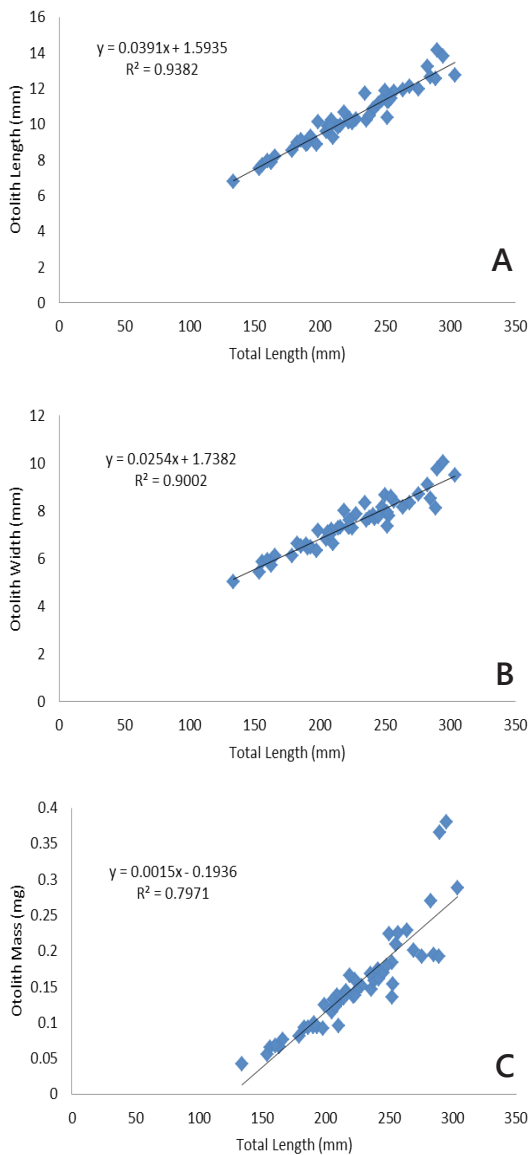 16
14
12
10
8
6
4
2
0
Otolith Length (mm)
y = 0.0391x + 1.5935
R² = 0.9382
A
0 50 100 150 200 250 300 350
Total Length (mm)
12
10
8
6
4
2
0
Otolith Width (mm)
y = 0.0254x + 1.7382
R² = 0.9002
B
0 50 100 150 200 250 300 350
Total Length (mm)
0.4
0.35
0.3
0.25
0.2
0.15
0.1
0.05
0
Otolith Mass (mg)
y = 0.0015x - 0.1936
R² = 0.7971
C
0 50 100 150 200 250 300 350
Total Length (mm)